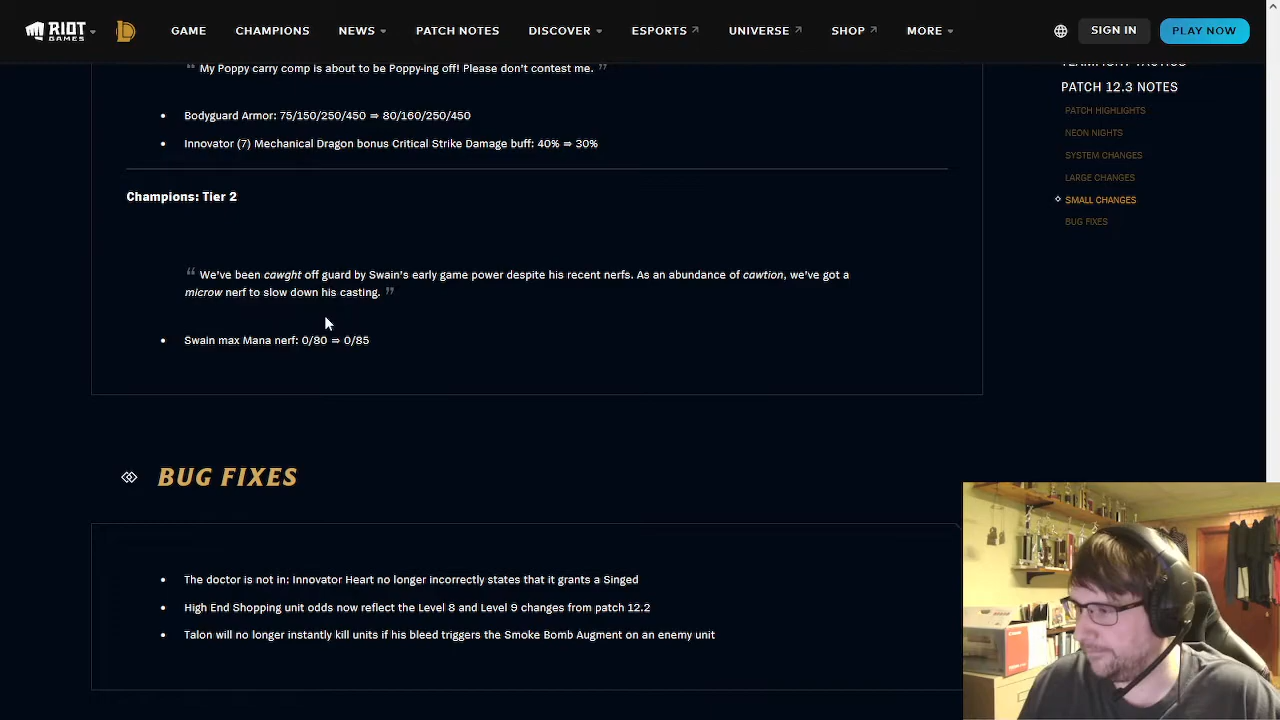 RIOT GAMES
GAME
CHAMPIONS
NEWS
PATCH NOTES
DISCOVER
ESPORTS
UNIVERSE
SHOP
MORE
SIGN IN
PLAY NOW
“ My Poppy carry comp is about to be Poppy-ing off! Please don't contest me. ”
• Bodyguard Armor: 75/150/250/450 ⇒ 80/160/250/450
• Innovator (7) Mechanical Dragon bonus Critical Strike Damage buff: 40% ⇒ 30%
Champions: Tier 2
“ We've been cawght off guard by Swain's early game power despite his recent nerfs. As an abundance of cawtion, we've got a
microw nerf to slow down his casting. ”
• Swain max Mana nerf: 0/80 ⇒ 0/85
BUG FIXES
• The doctor is not in: Innovator Heart no longer incorrectly states that it grants a Singed
• High End Shopping unit odds now reflect the Level 8 and Level 9 changes from patch 12.2
• Talon will no longer instantly kill units if his bleed triggers the Smoke Bomb Augment on an enemy unit
TEAMFIGHT TACTICS
PATCH 12.3 NOTES
PATCH HIGHLIGHTS
NEON NIGHTS
SYSTEM CHANGES
LARGE CHANGES
SMALL CHANGES
BUG FIXES